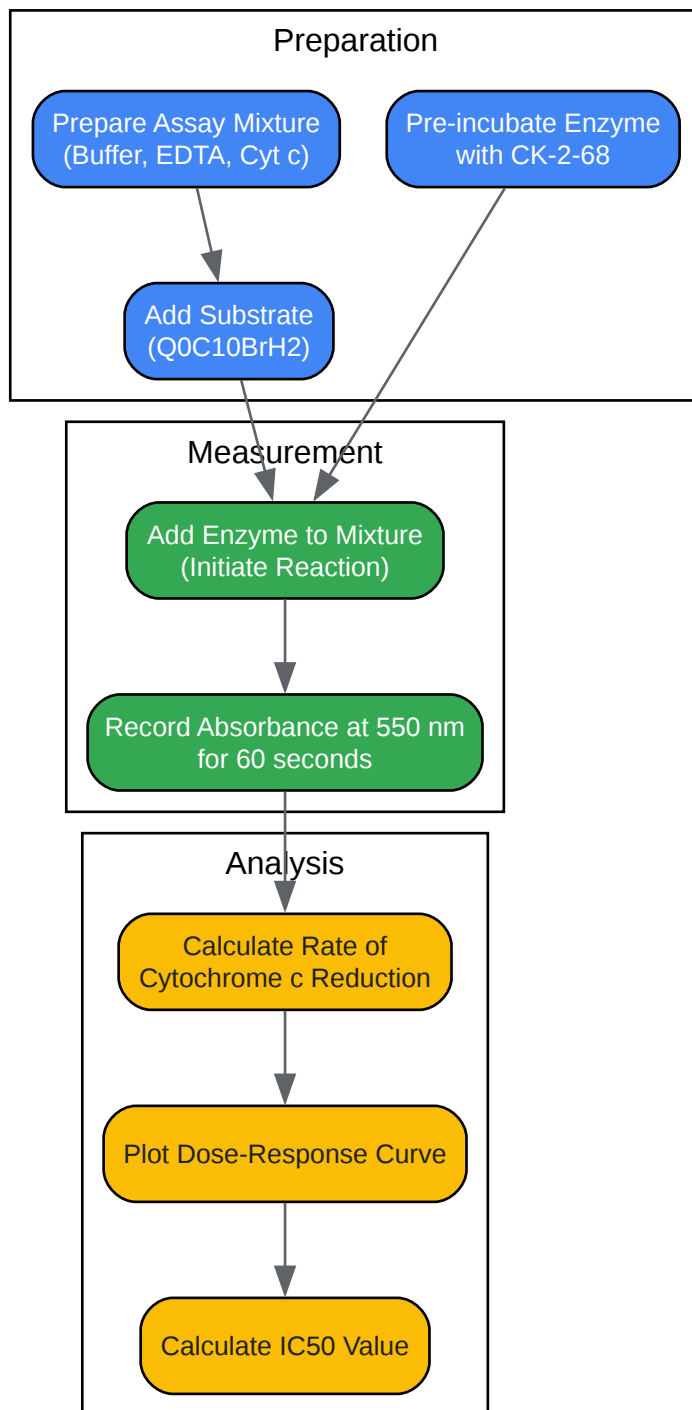 Preparation
Prepare Assay Mixture
(Buffer, EDTA, Cyt c)
Pre-incubate Enzyme
with CK-2-68
Add Substrate
(Q0C10BrH2)
Measurement
Add Enzyme to Mixture
(Initiate Reaction)
Record Absorbance at 550 nm
for 60 seconds
Analysis
Calculate Rate of
Cytochrome c Reduction
Plot Dose-Response Curve
Calculate IC50 Value